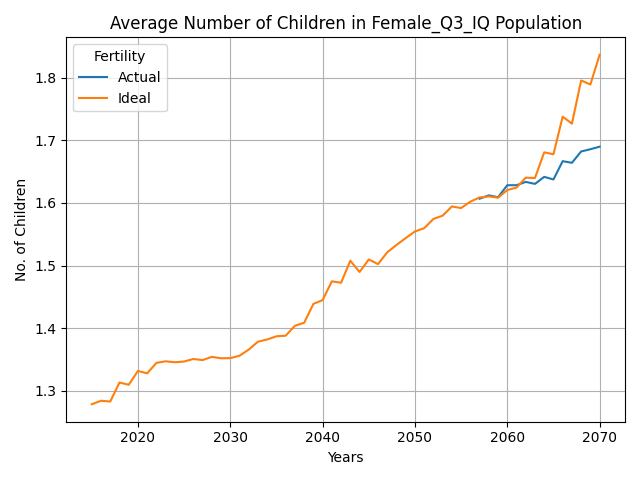 Average Number of Children in Female_Q3_IQ Population
Fertility
Actual
Ideal
No. of Children
1.8
1.7
1.6
1.5
1.4
1.3
2020 2030 2040 2050 2060 2070
Years